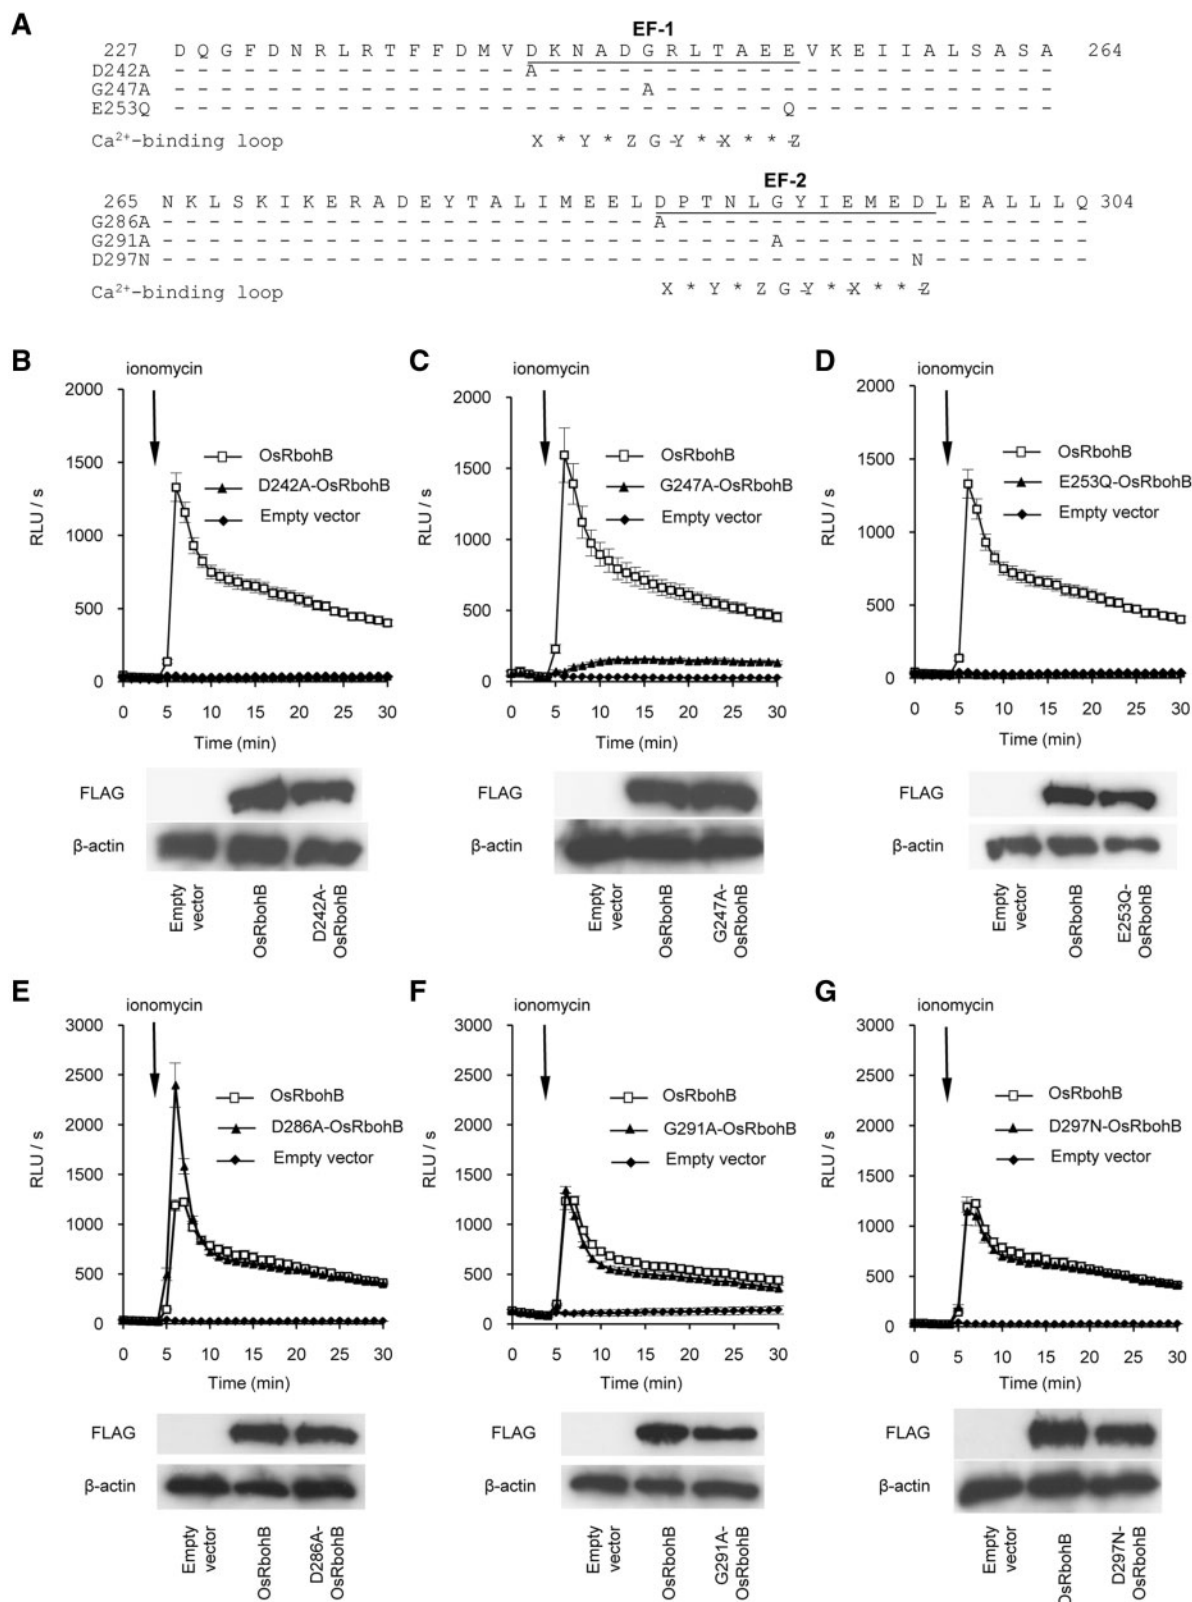 A
EF-1
227 D Q G F D N R L R T F F D M V D K N A D G R L T A E E V K E I I A L S A S A 264
D242A - - - - - - - - - - - - - - - A - - - - - - - - - - - - - - - - - - - - - -
G247A - - - - - - - - - - - - - - - - - - - - A - - - - - - - - - - - - - - - - -
E253Q - - - - - - - - - - - - - - - - - - - - - - - - - - Q - - - - - - - - - - -
Ca²⁺-binding loop X * Y * Z G -Y * -X * * -Z
EF-2
265 N K L S K I K E R A D E Y T A L I M E E L D P T N L G Y I E M E D L E A L L L Q 304
G286A - - - - - - - - - - - - - - - - - - - - - A - - - - - - - - - - - - - - - - - -
G291A - - - - - - - - - - - - - - - - - - - - - - - - - - A - - - - - - - - - - - - -
D297N - - - - - - - - - - - - - - - - - - - - - - - - - - - - - - - - N - - - - - - -
Ca²⁺-binding loop X * Y * Z G -Y * -X * * -Z
B
ionomycin
2000
1500
1000
500
0
RLU / s
OsRbohB
D242A-OsRbohB
Empty vector
0 5 10 15 20 25 30
Time (min)
FLAG
β-actin
Empty vector
OsRbohB
D242A-OsRbohB
C
ionomycin
2000
1500
1000
500
0
RLU / s
OsRbohB
G247A-OsRbohB
Empty vector
0 5 10 15 20 25 30
Time (min)
FLAG
β-actin
Empty vector
OsRbohB
G247A-OsRbohB
D
ionomycin
2000
1500
1000
500
0
RLU / s
OsRbohB
E253Q-OsRbohB
Empty vector
0 5 10 15 20 25 30
Time (min)
FLAG
β-actin
Empty vector
OsRbohB
E253Q-OsRbohB
E
ionomycin
3000
2500
2000
1500
1000
500
0
RLU / s
OsRbohB
D286A-OsRbohB
Empty vector
0 5 10 15 20 25 30
Time (min)
FLAG
β-actin
Empty vector
OsRbohB
D286A-OsRbohB
F
ionomycin
3000
2500
2000
1500
1000
500
0
RLU / s
OsRbohB
G291A-OsRbohB
Empty vector
0 5 10 15 20 25 30
Time (min)
FLAG
β-actin
Empty vector
OsRbohB
G291A-OsRbohB
G
ionomycin
3000
2500
2000
1500
1000
500
0
RLU / s
OsRbohB
D297N-OsRbohB
Empty vector
0 5 10 15 20 25 30
Time (min)
FLAG
β-actin
Empty vector
OsRbohB
D297N-OsRbohB